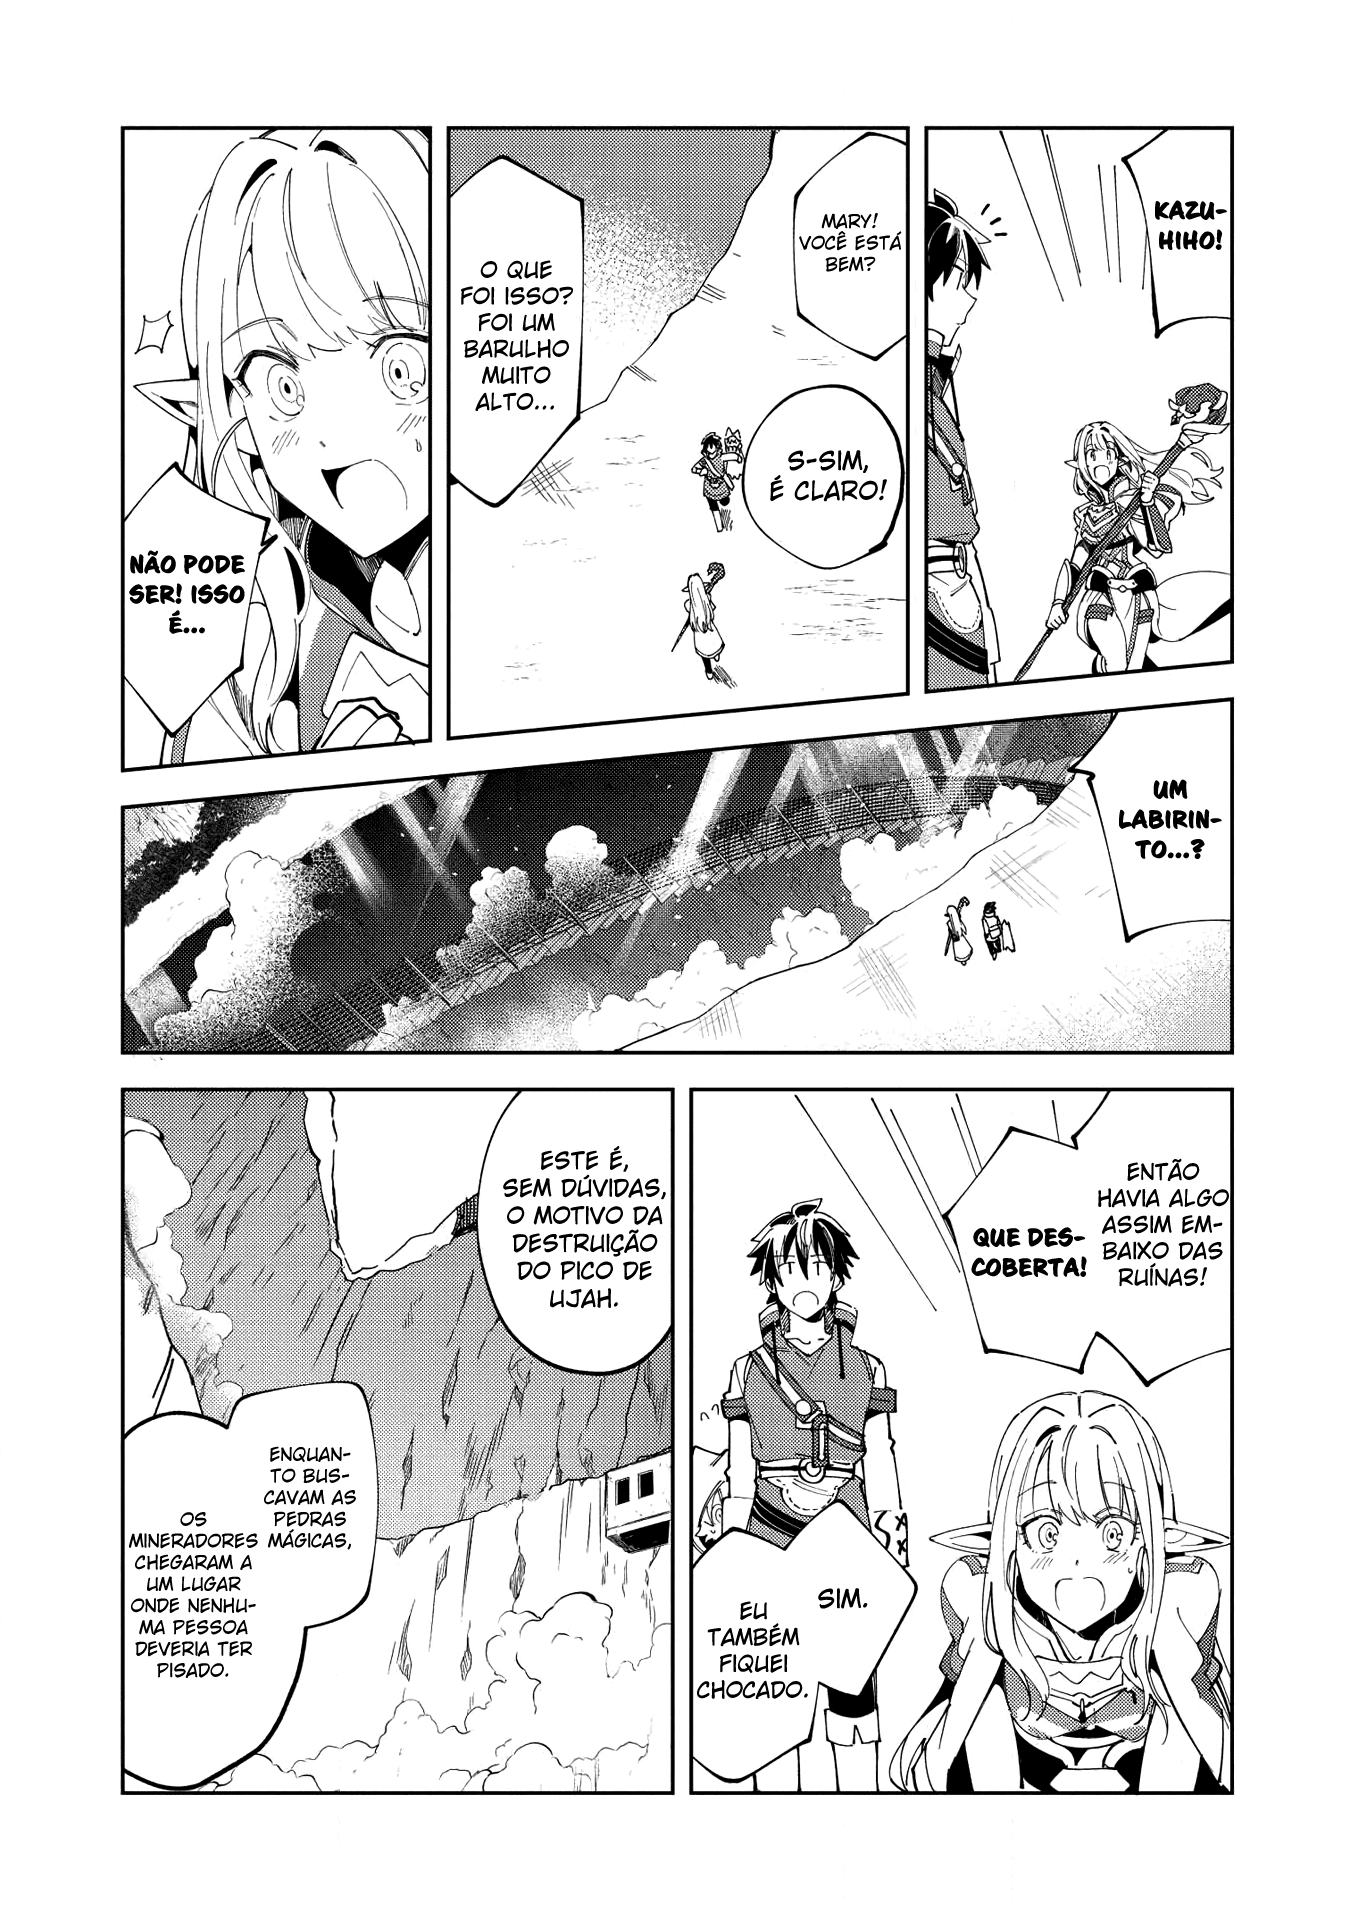 KAZU-
HIHO!
MARY!
VOCÊ ESTÁ
BEM?
S-SIM,
É CLARO!
O QUE
FOI ISSO?
FOI UM
BARULHO
MUITO
ALTO...
NÃO PODE
SER! ISSO
É...
UM
LABIRIN-
TO...?
ENTÃO
HAVIA ALGO
ASSIM EM-
BAIXO DAS
RUÍNAS!
QUE DES-
COBERTA!
SIM.
EU
TAMBÉM
FIQUEI
CHOCADO.
ESTE É,
SEM DÚVIDAS,
O MOTIVO DA
DESTRUIÇÃO
DO PICO DE
UJAH.
ENQUAN-
TO BUS-
CAVAM AS
PEDRAS
MÁGICAS,
OS
MINERADORES
CHEGARAM A
UM LUGAR
ONDE NENHU-
MA PESSOA
DEVERIA TER
PISADO.